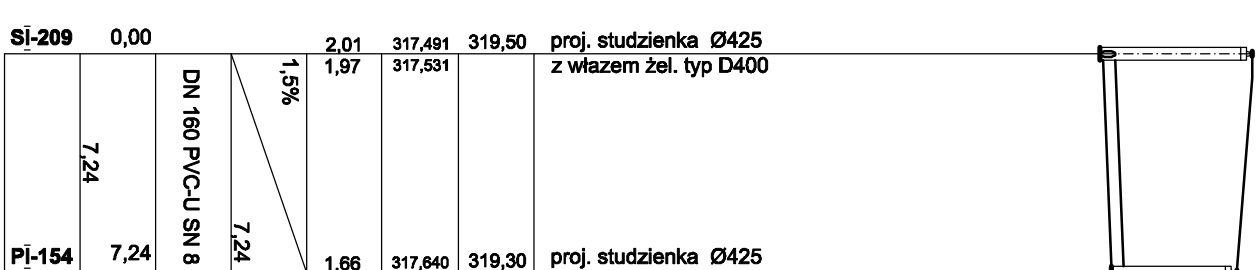 SĪ-209 0,00 2,01 317,491 319,50 proj. studzienka Ø425
1,97 317,531 z włazem żel. typ D400
1,5%
DN 160 PVC-U SN 8
7,24
7,24
PĪ-154 7,24 1,66 317,640 319,30 proj. studzienka Ø425